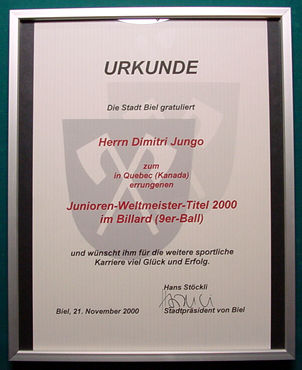 URKUNDE
Die Stadt Biel gratuliert
Herrn Dimitri Jungo
zum
in Quebec (Kanada)
errungenen
Junioren-Weltmeister-Titel 2000
im Billard (9er-Ball)
und wünscht ihm für die weitere sportliche
Karriere viel Glück und Erfolg.
Hans Stöckli
Biel, 21. November 2000 Stadtpräsident von Biel